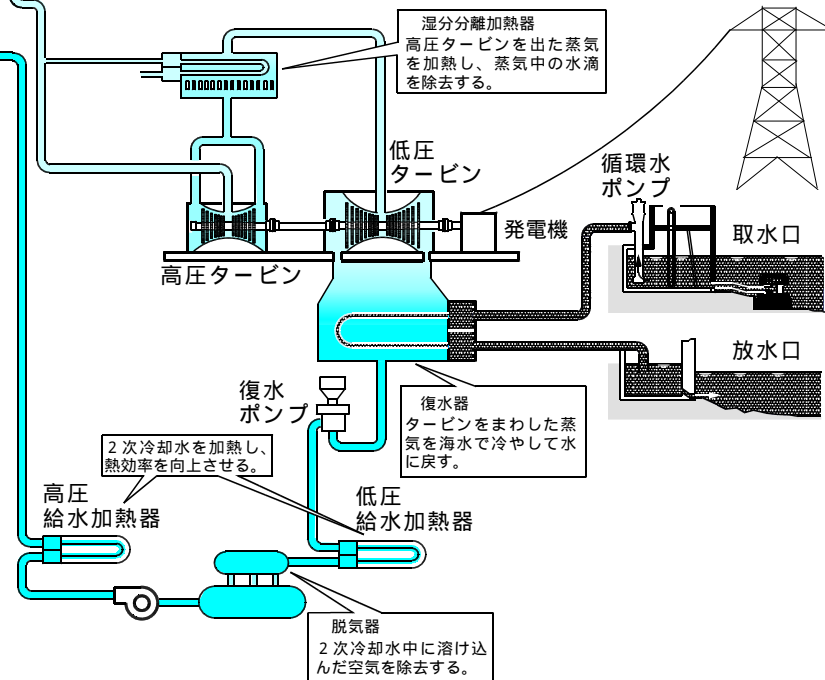 湿分分離加熱器
高圧タービンを出た蒸気
を加熱し、蒸気中の水滴
を除去する。
低圧
タービン
循環水
ポンプ
発電機
取水口
高圧タービン
放水口
復水
ポンプ
復水器
タービンをまわした蒸
気を海水で冷やして水
に戻す。
２次冷却水を加熱し、
熱効率を向上させる。
高圧
給水加熱器
低圧
給水加熱器
脱気器
２次冷却水中に溶け込
んだ空気を除去する。